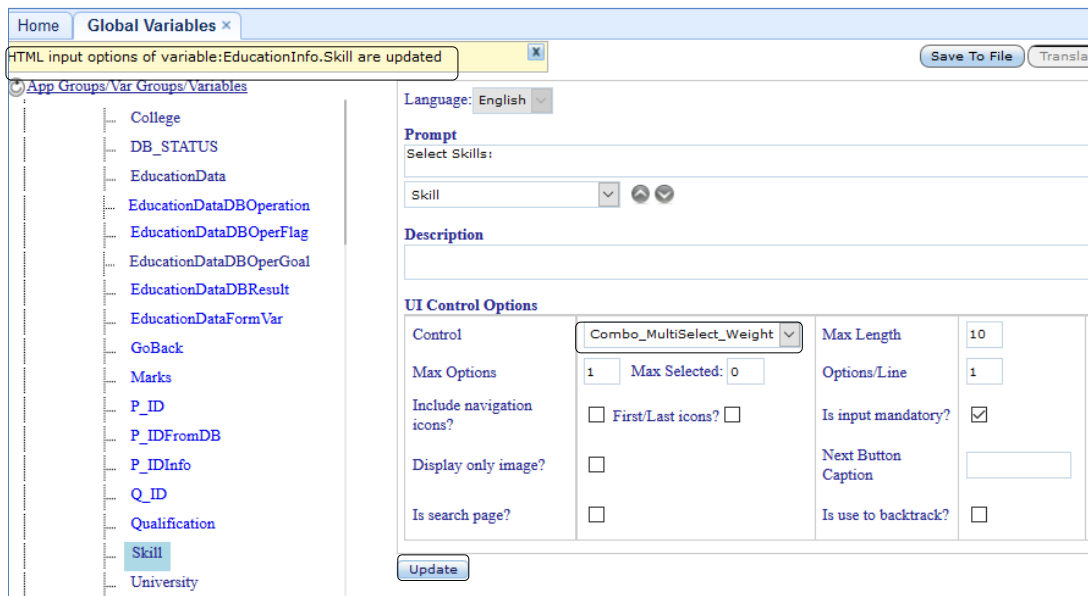 Home Global Variables ×
HTML input options of variable:EducationInfo.Skill are updated x
Save To File Transla
App Groups/Var Groups/Variables
College
DB_STATUS
EducationData
EducationDataDBOperation
EducationDataDBOperFlag
EducationDataDBOperGoal
EducationDataDBResult
EducationDataFormVar
GoBack
Marks
P_ID
P_IDFromDB
P_IDInfo
Q_ID
Qualification
Skill
University
Language: English
Prompt
Select Skills:
Skill
Description
UI Control Options
Control Combo_MultiSelect_Weight Max Length 10
Max Options 1 Max Selected: 0 Options/Line 1
Include navigation
icons? First/Last icons? Is input mandatory?
Display only image? Next Button
Caption
Is search page? Is use to backtrack?
Update